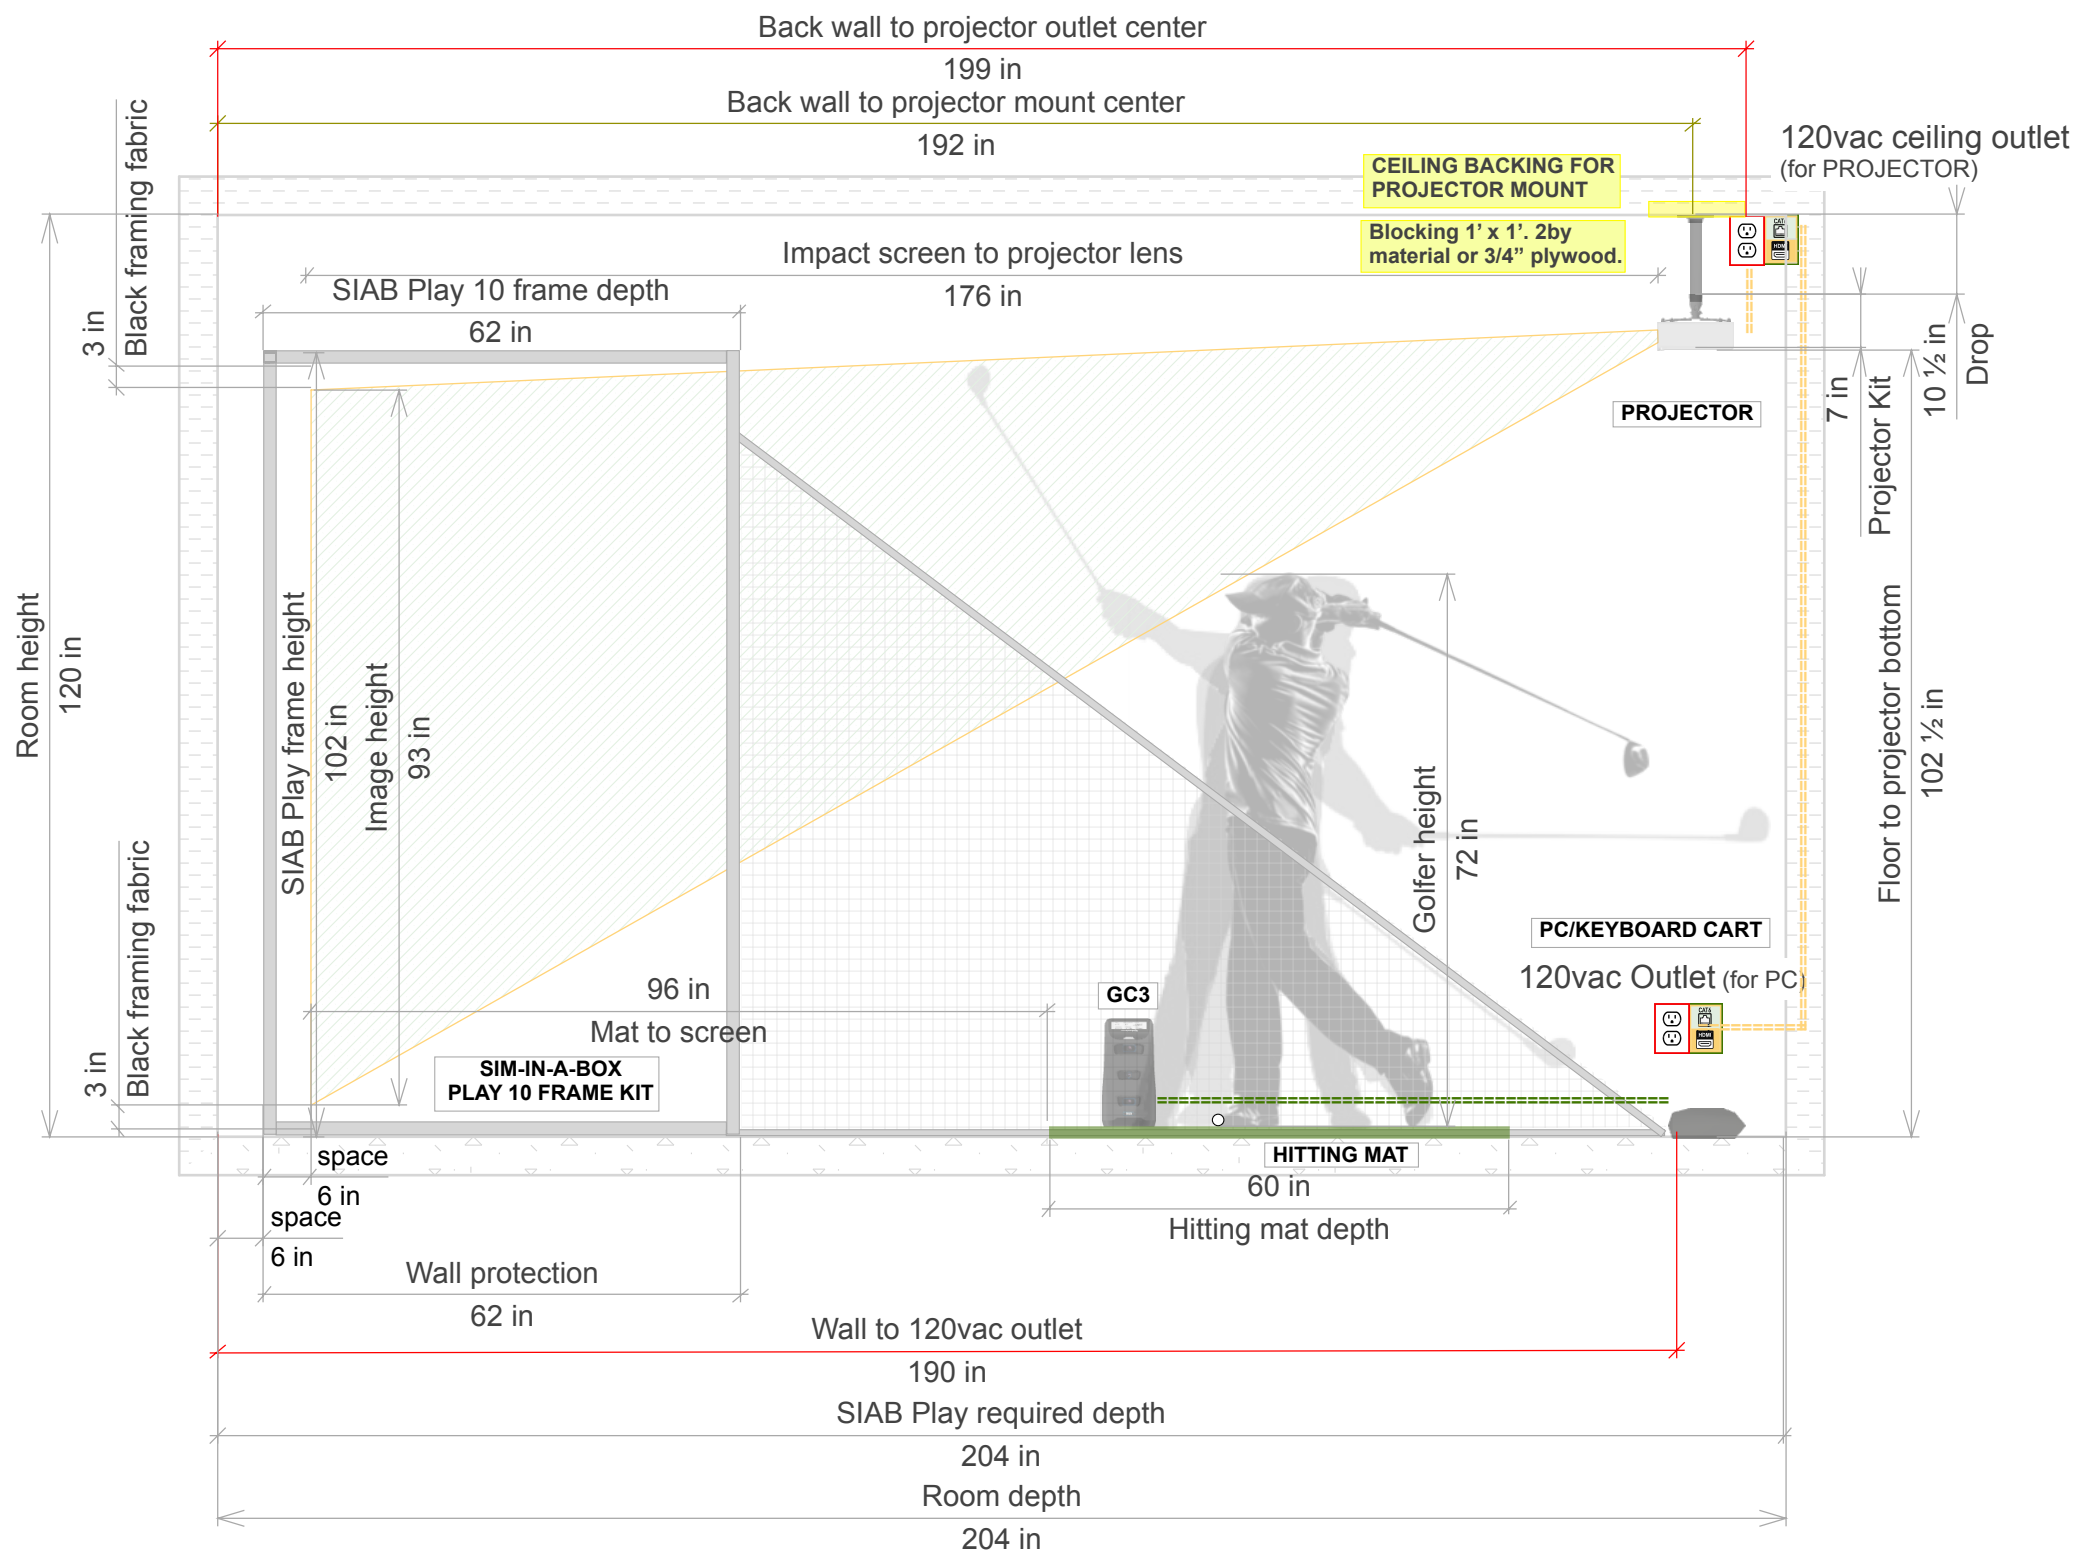 Back wall to projector outlet center
199 in
Back wall to projector mount center
192 in
120vac ceiling outlet
(for PROJECTOR)
CEILING BACKING FOR
PROJECTOR MOUNT
Blocking 1’ x 1’. 2by
material or 3/4” plywood.
CAT6
HDMI
Impact screen to projector lens
176 in
SIAB Play 10 frame depth
62 in
Black framing fabric
3 in
Drop
10 ½ in
Projector Kit
7 in
PROJECTOR
Room height
120 in
SIAB Play frame height
102 in
Image height
93 in
Golfer height
72 in
Floor to projector bottom
102 ½ in
Black framing fabric
3 in
PC/KEYBOARD CART
120vac Outlet (for PC)
CAT6
HDMI
GC3
96 in
Mat to screen
SIM-IN-A-BOX
PLAY 10 FRAME KIT
HITTING MAT
60 in
Hitting mat depth
space
6 in
space
6 in
Wall protection
62 in
Wall to 120vac outlet
190 in
SIAB Play required depth
204 in
Room depth
204 in